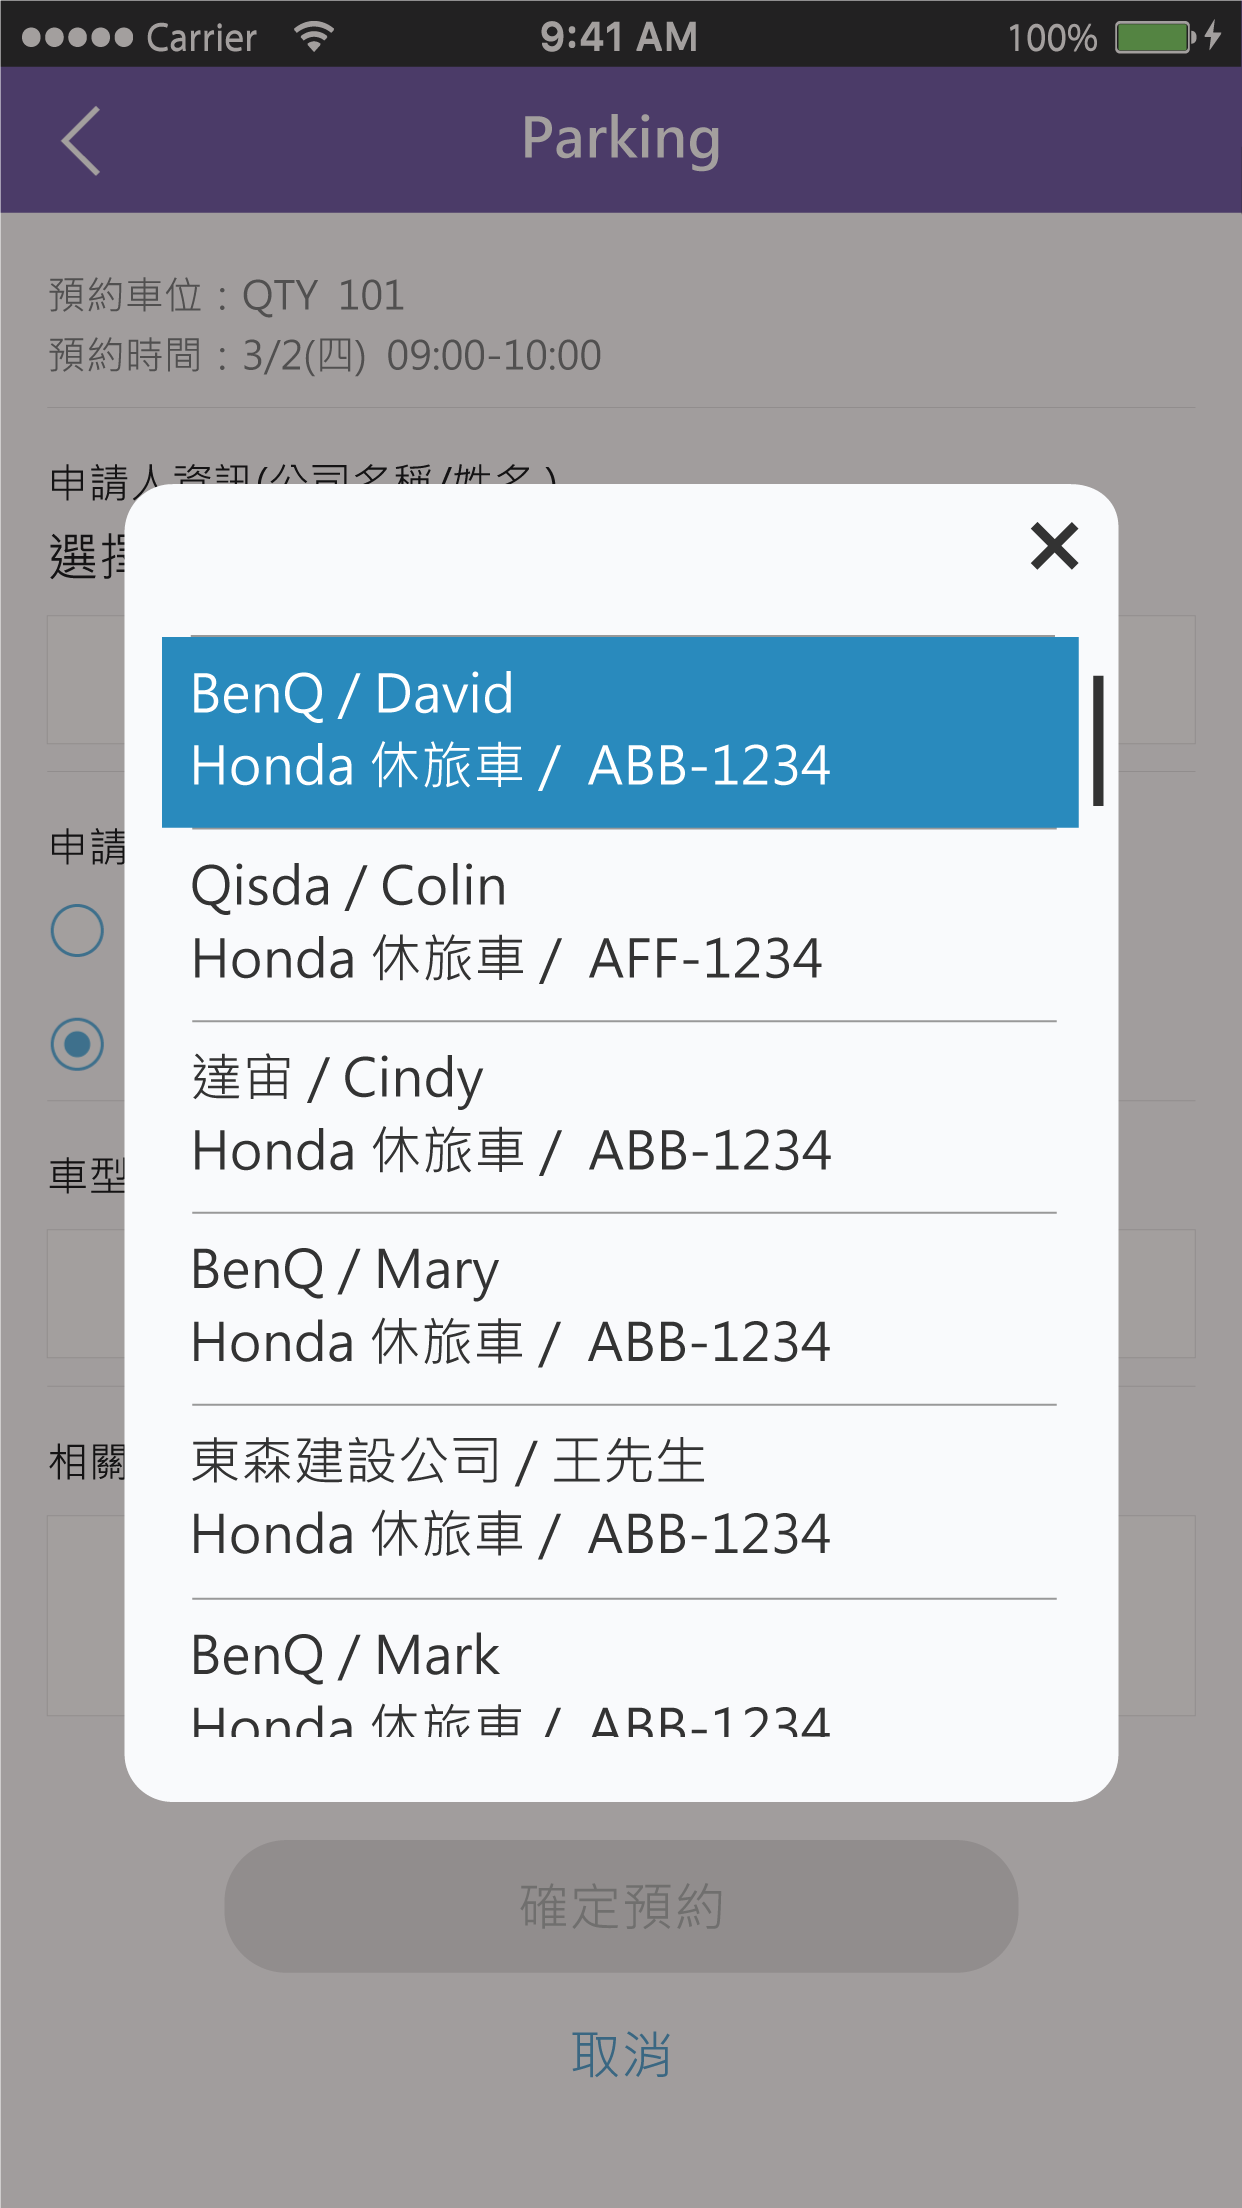 Carrier
9:41 AM
100%
Parking
預約車位：QTY 101
預約時間：3/2(四) 09:00-10:00
申請人資訊(公司名稱/姓名)
選擇
BenQ / David
Honda 休旅車 / ABB-1234
申請
Qisda / Colin
Honda 休旅車 / AFF-1234
達宙 / Cindy
Honda 休旅車 / ABB-1234
車型
BenQ / Mary
Honda 休旅車 / ABB-1234
相關
東森建設公司 / 王先生
Honda 休旅車 / ABB-1234
BenQ / Mark
Honda 休旅車 / ABB-1234
確定預約
取消